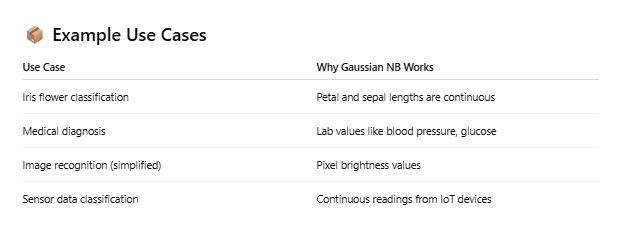 📦 Example Use Cases
Use Case Why Gaussian NB Works
Iris flower classification Petal and sepal lengths are continuous
Medical diagnosis Lab values like blood pressure, glucose
Image recognition (simplified) Pixel brightness values
Sensor data classification Continuous readings from IoT devices